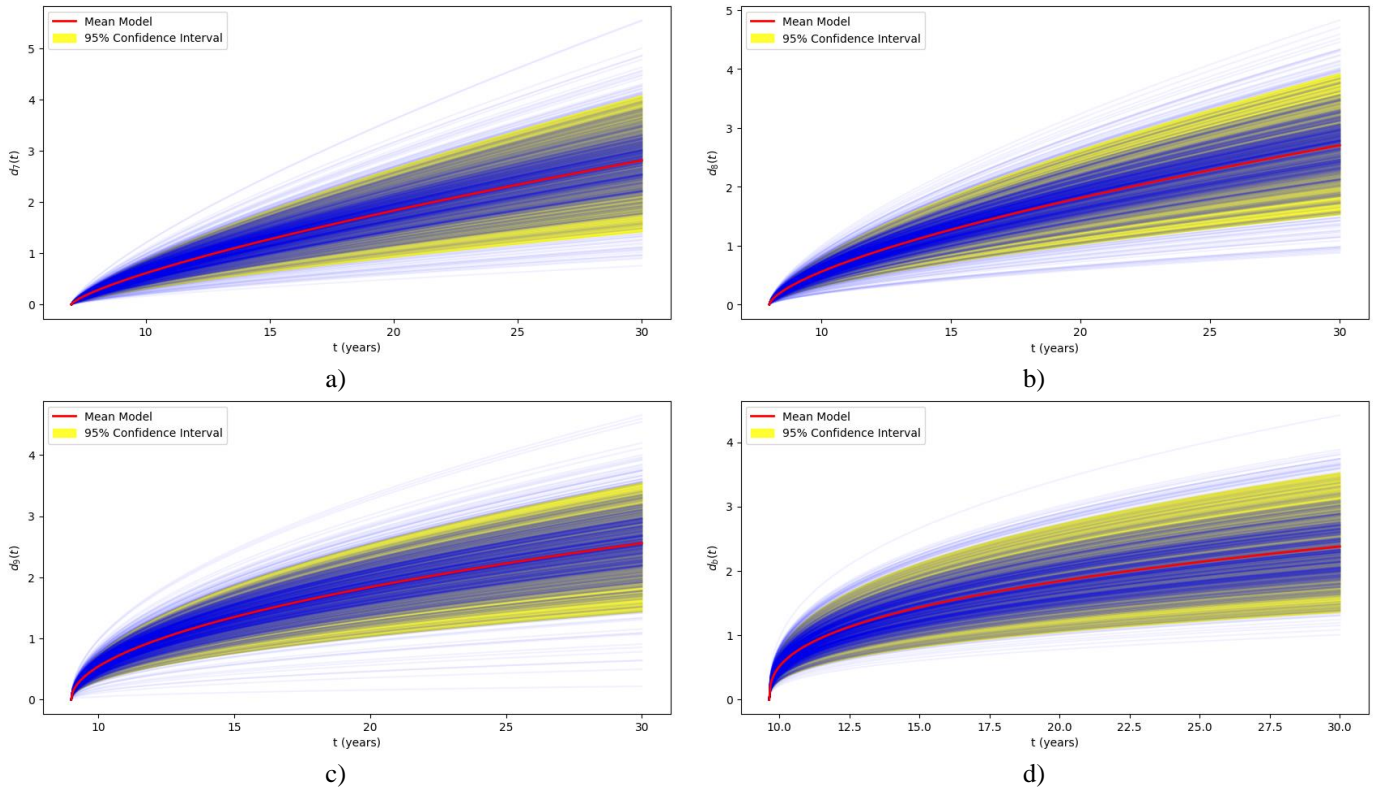 Mean Model
95% Confidence Interval
5
4
3
2
1
0
d₇(t)
10 15 20 25 30
t (years)
a)
Mean Model
95% Confidence Interval
5
4
3
2
1
0
d₈(t)
10 15 20 25 30
t (years)
b)
Mean Model
95% Confidence Interval
4
3
2
1
0
d₉(t)
10 15 20 25 30
t (years)
c)
Mean Model
95% Confidence Interval
4
3
2
1
0
d₆(t)
10.0 12.5 15.0 17.5 20.0 22.5 25.0 27.5 30.0
t (years)
d)